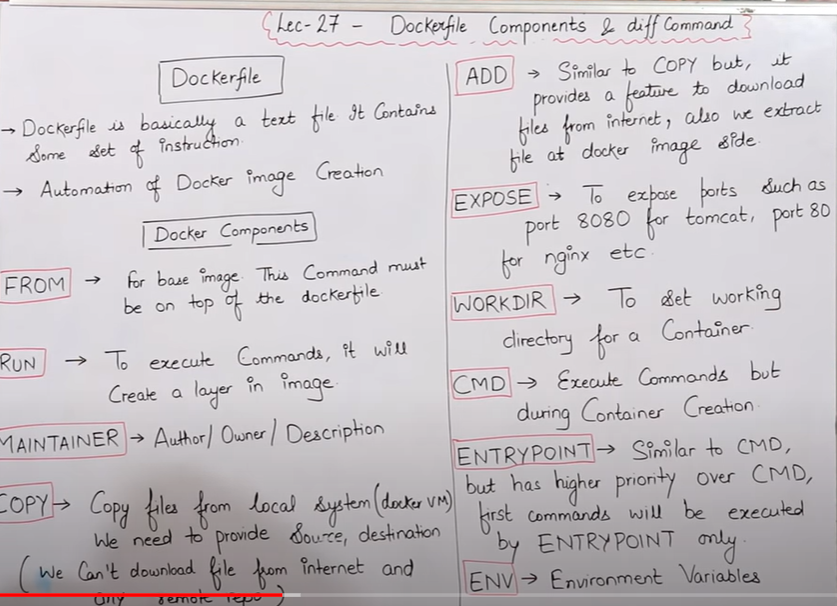 Lec-27 - Dockerfile Components & diff Command
Dockerfile
→ Dockerfile is basically a text file It Contains
Some set of instruction.
→ Automation of Docker image Creation
Docker Components
FROM → for base image. This Command must
be on top of the dockerfile
RUN → To execute Commands, it will
Create a layer in image.
MAINTAINER → Author/Owner/Description
COPY → Copy files from local system (docker VM)
We need to provide Source, destination
(We Can't download file from internet and
any remote repo)
ADD → Similar to COPY but, it
provides a feature to download
files from internet, also we extract
file at docker image side.
EXPOSE → To expose ports such as
port 8080 for tomcat, port 80
for nginx etc.
WORKDIR → To set working
directory for a Container.
CMD → Execute Commands but
during Container Creation.
ENTRYPOINT → Similar to CMD,
but has higher priority over CMD,
first commands will be executed
by ENTRYPOINT only.
ENV → Environment Variables